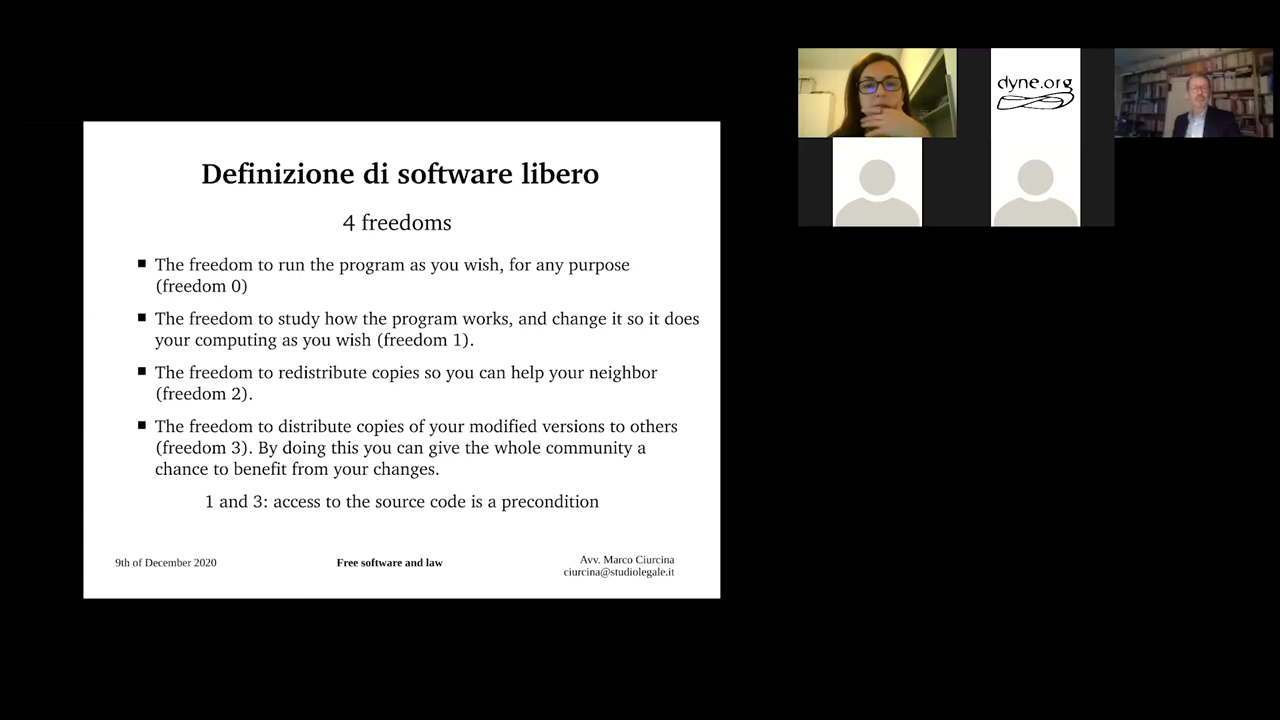 Definizione di software libero
4 freedoms
The freedom to run the program as you wish, for any purpose
(freedom 0)
The freedom to study how the program works, and change it so it does
your computing as you wish (freedom 1).
The freedom to redistribute copies so you can help your neighbor
(freedom 2).
The freedom to distribute copies of your modified versions to others
(freedom 3). By doing this you can give the whole community a
chance to benefit from your changes.
1 and 3: access to the source code is a precondition
9th of December 2020
Free software and law
Avv. Marco Ciurcina
ciurcina@studiolegale.it
dyne.org